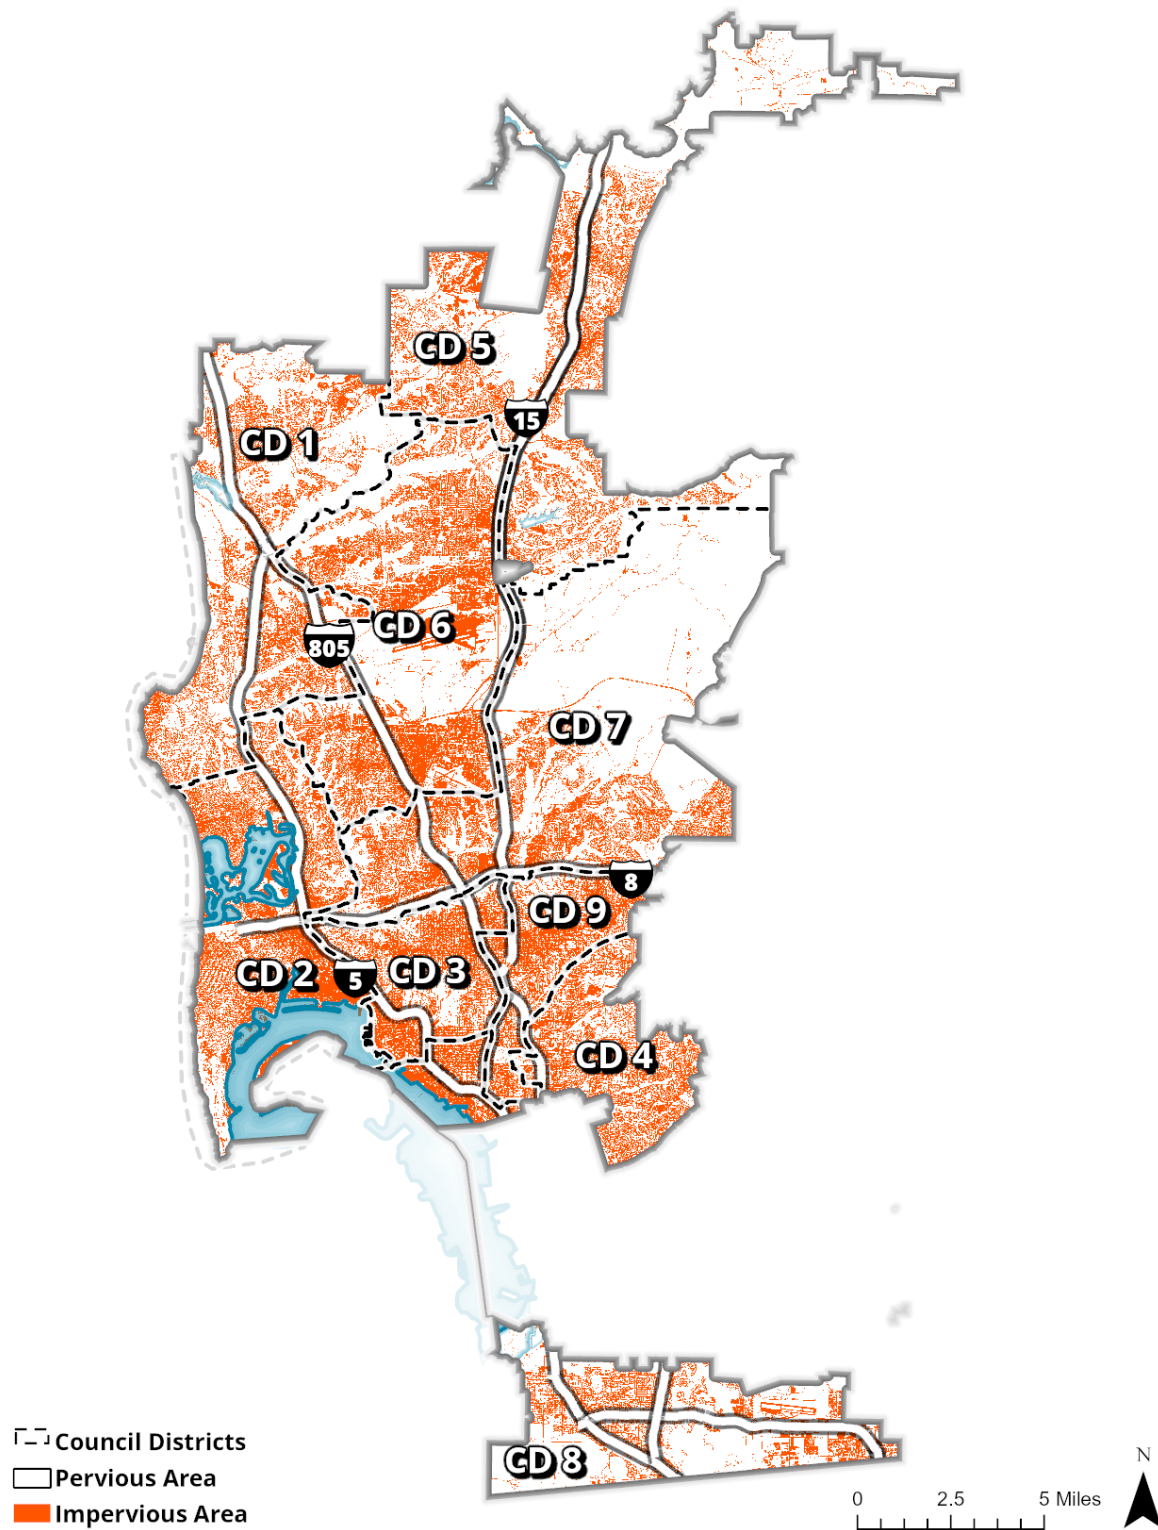 CD 5
15
CD 1
CD 6
805
CD 7
8
CD 9
CD 2
5
CD 3
CD 4
CD 8
Council Districts
Pervious Area
Impervious Area
0 2.5 5 Miles
N